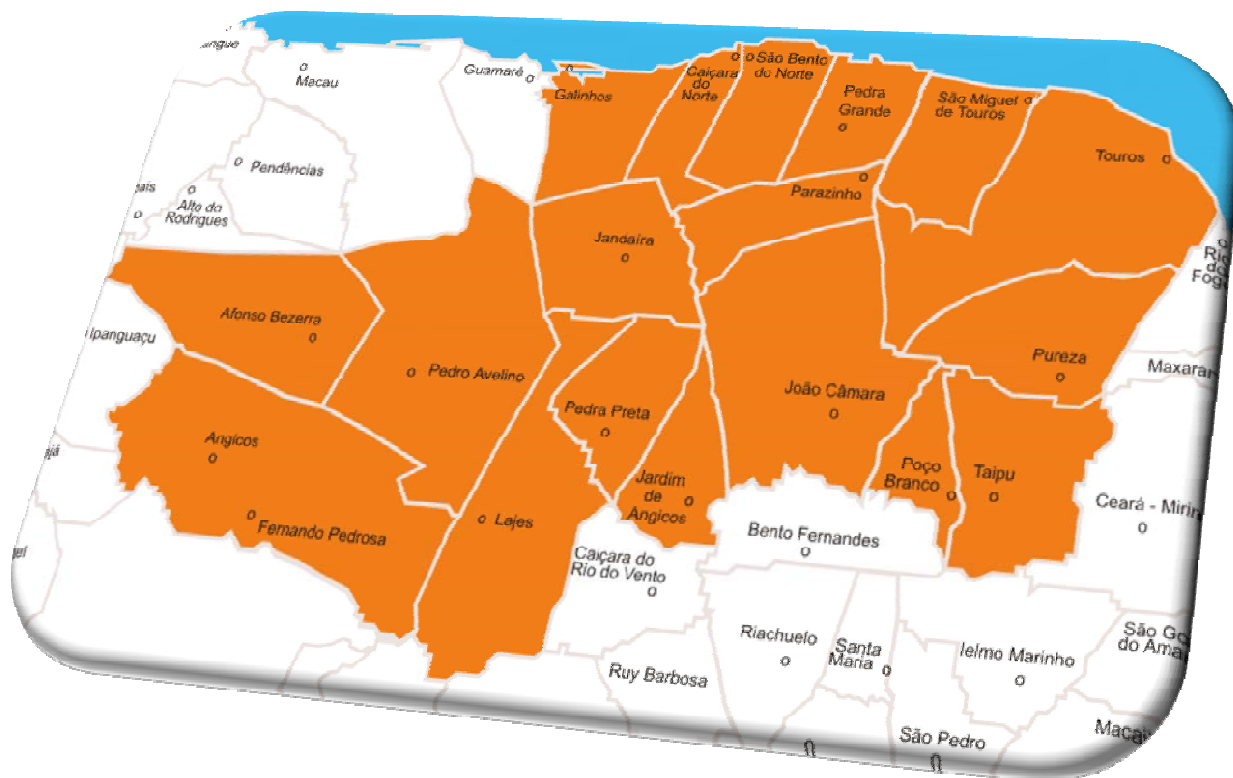 Macau
Guamaré
Galinhos
Caiçara
do
Norte
São Bento
do Norte
Pedra
Grande
São Miguel
de Touros
Touros
Pendências
Alto do
Rodrigues
Parazinho
Jandaíra
Afonso Bezerra
Ipanguaçu
Pedro Avelino
Pureza
João Câmara
Pedra Preta
Angicos
Jardim
de
Angicos
Poço
Branco
Taipu
Lajes
Fernando Pedrosa
Bento Fernandes
Ceará - Mirin
Caiçara do
Rio do Vento
Riachuelo
Santa
Maria
Ielmo Marinho
Ruy Barbosa
São Pedro